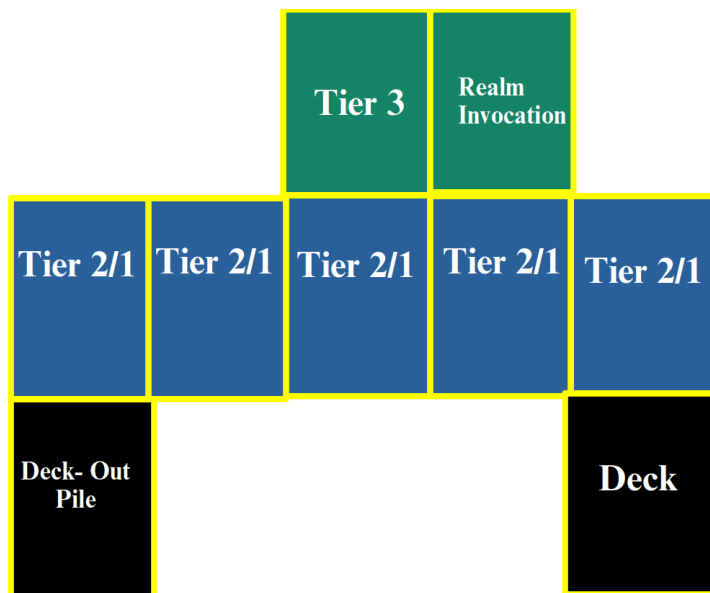 Tier 3
Realm
Invocation
Tier 2/1
Tier 2/1
Tier 2/1
Tier 2/1
Tier 2/1
Deck- Out
Pile
Deck